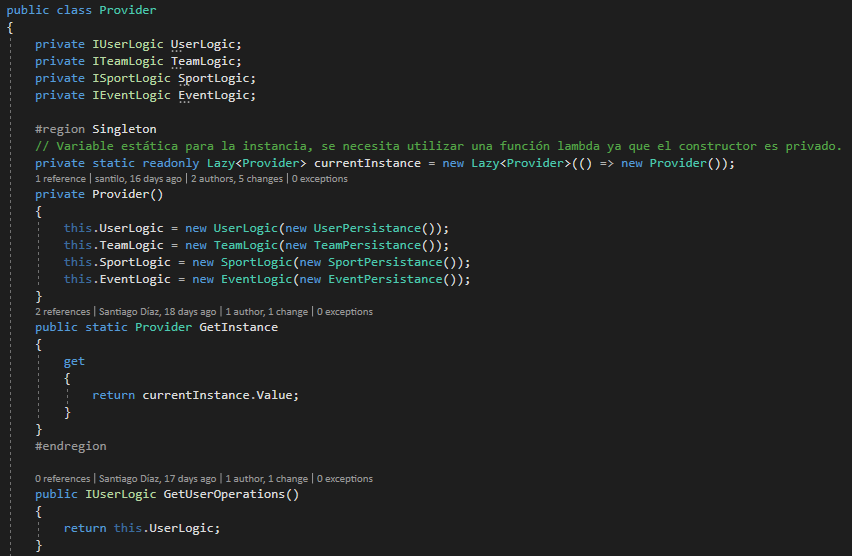 public class Provider
{
private IUserLogic UserLogic;
private ITeamLogic TeamLogic;
private ISportLogic SportLogic;
private IEventLogic EventLogic;
#region Singleton
// Variable estática para la instancia, se necesita utilizar una función lambda ya que el constructor es privado.
private static readonly Lazy<Provider> currentInstance = new Lazy<Provider>(() => new Provider());
1 reference | santilo, 16 days ago | 2 authors, 5 changes | 0 exceptions
private Provider()
{
this.UserLogic = new UserLogic(new UserPersistance());
this.TeamLogic = new TeamLogic(new TeamPersistance());
this.SportLogic = new SportLogic(new SportPersistance());
this.EventLogic = new EventLogic(new EventPersistance());
}
2 references | Santiago Díaz, 18 days ago | 1 author, 1 change | 0 exceptions
public static Provider GetInstance
{
get
{
return currentInstance.Value;
}
}
#endregion
0 references | Santiago Díaz, 17 days ago | 1 author, 1 change | 0 exceptions
public IUserLogic GetUserOperations()
{
return this.UserLogic;
}